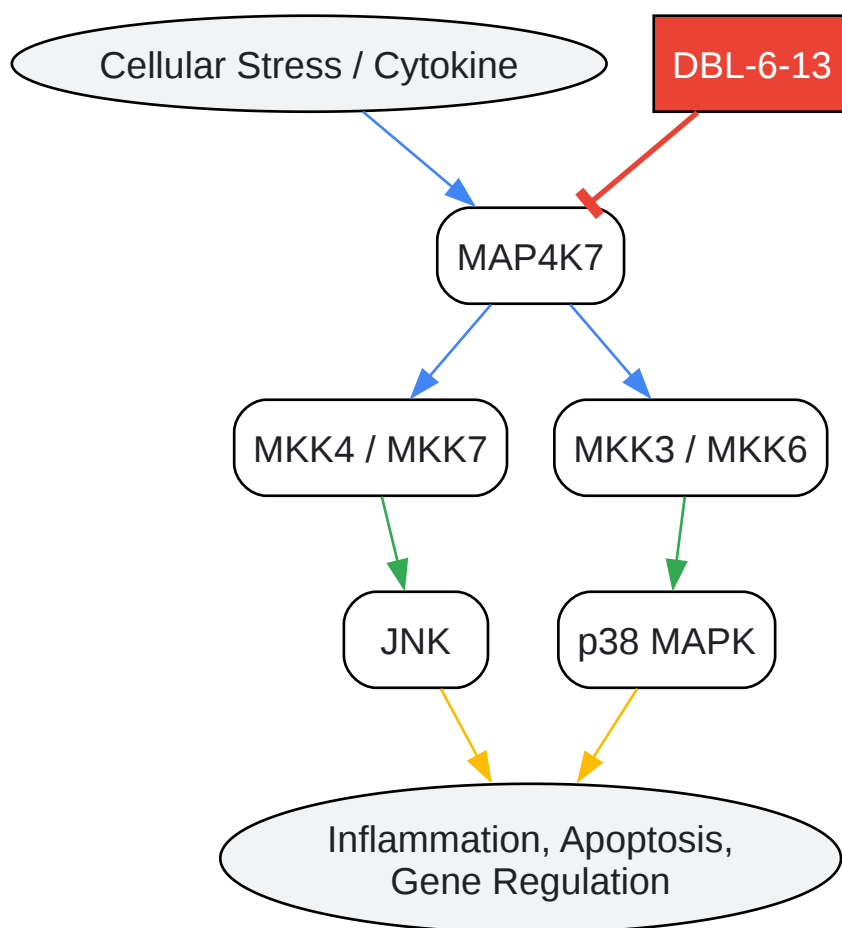 Cellular Stress / Cytokine
DBL-6-13
MAP4K7
MKK4 / MKK7
MKK3 / MKK6
JNK
p38 MAPK
Inflammation, Apoptosis,
Gene Regulation